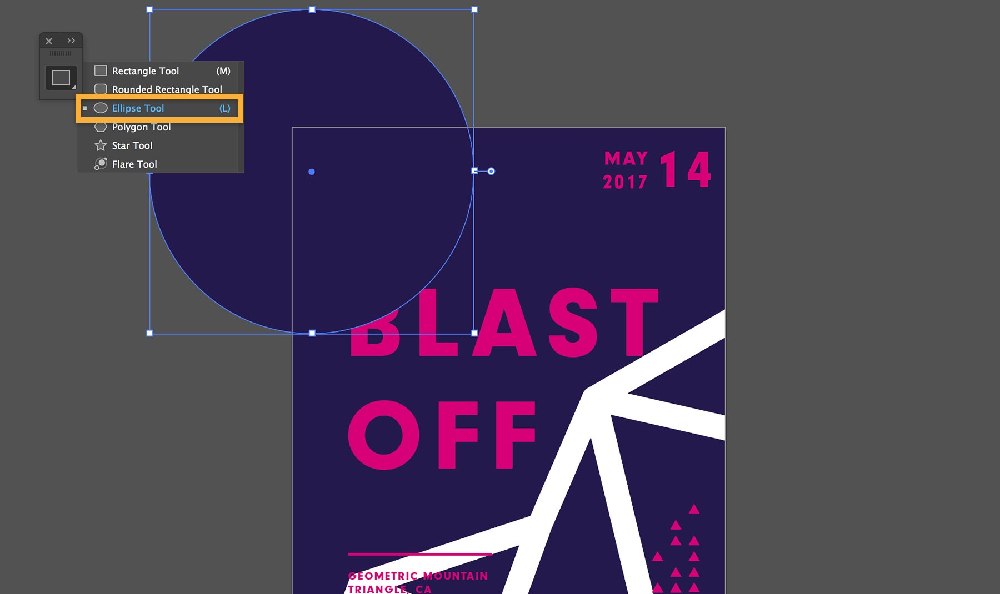 Rectangle Tool (M)
Rounded Rectangle Tool
Ellipse Tool (L)
Polygon Tool
Star Tool
Flare Tool
MAY 14
2017
BLAST
OFF
GEOMETRIC MOUNTAIN
TRIANGLE, CA